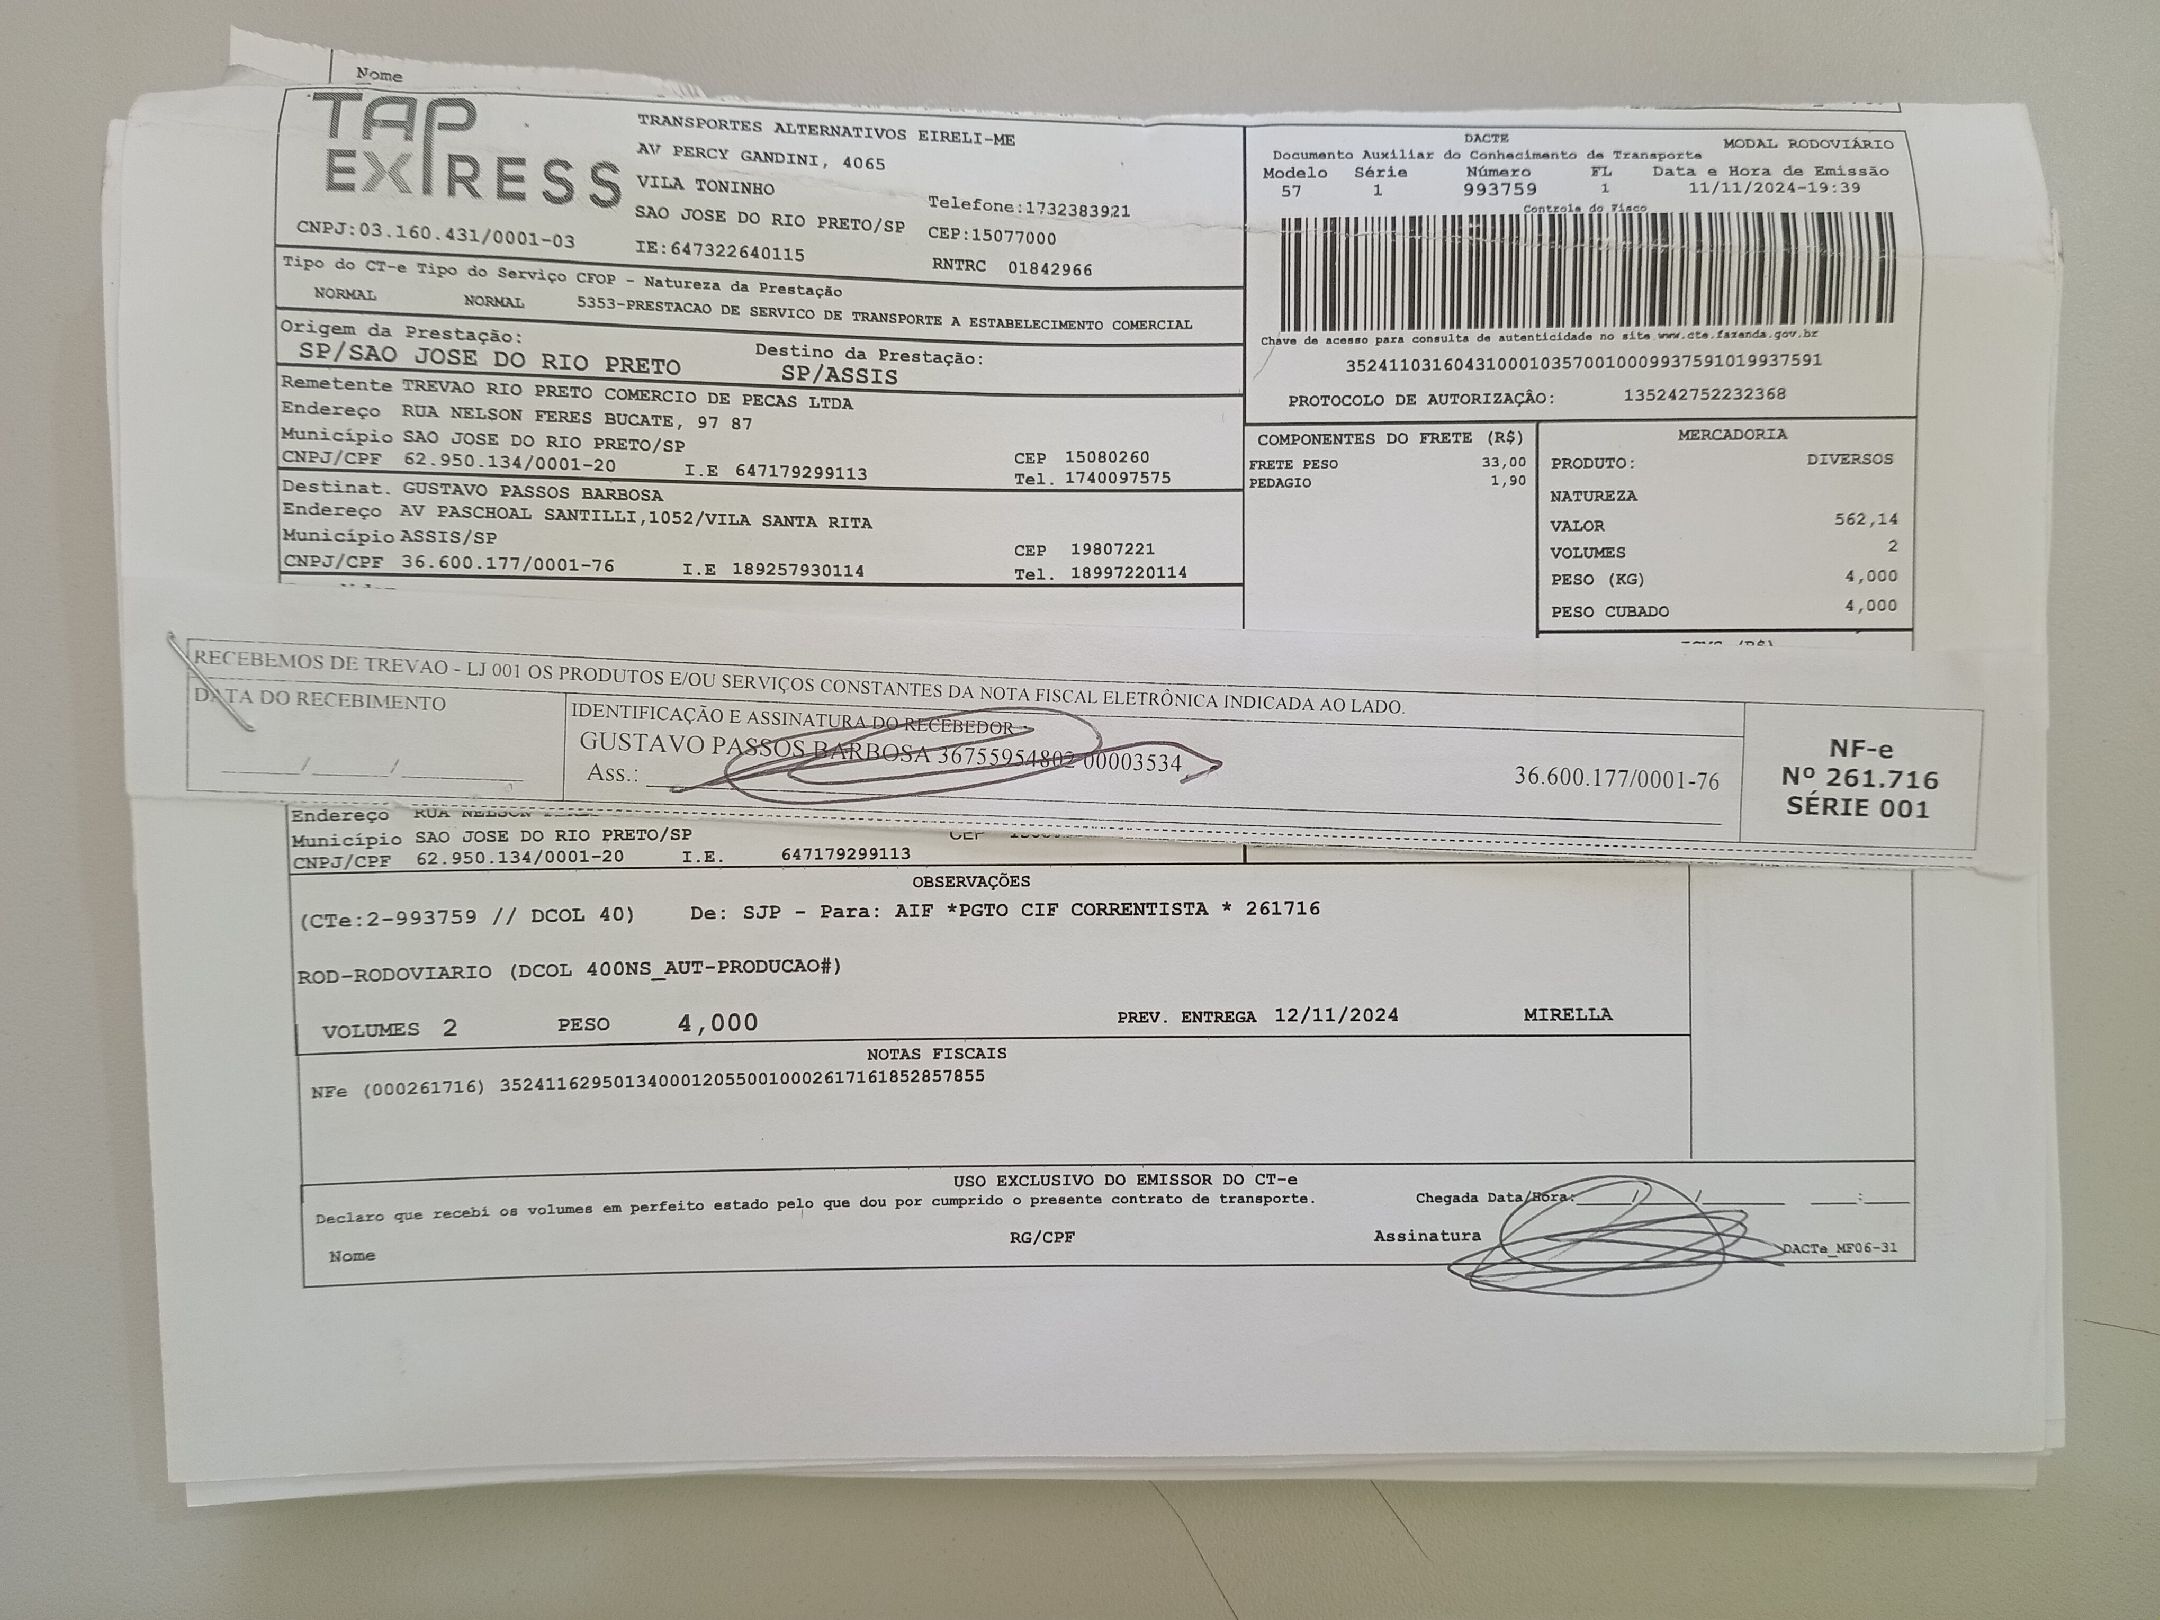 Nome
TAP EXPRESS
TRANSPORTES ALTERNATIVOS EIRELI-ME
AV PERCY GANDINI, 4065
VILA TONINHO
SAO JOSE DO RIO PRETO/SP
Telefone:1732383921
CEP:15077000
CNPJ:03.160.431/0001-03
IE:647322640115
RNTRC 01842966
DACTE
MODAL RODOVIÁRIO
Documento Auxiliar do Conhecimento de Transporte
Modelo Série Número FL Data e Hora de Emissão
57 1 993759 1 11/11/2024-19:39
Controle do Fisco
Chave de acesso para consulta de autenticidade no site www.cte.fazenda.gov.br
35241103160431000103570010009937591019937591
PROTOCOLO DE AUTORIZAÇÃO: 135242752232368
Tipo do CT-e Tipo do Serviço CFOP - Natureza da Prestação
NORMAL NORMAL 5353-PRESTACAO DE SERVICO DE TRANSPORTE A ESTABELECIMENTO COMERCIAL
Origem da Prestação:
SP/SAO JOSE DO RIO PRETO
Destino da Prestação:
SP/ASSIS
Remetente TREVAO RIO PRETO COMERCIO DE PECAS LTDA
Endereço RUA NELSON FERES BUCATE, 97 87
Município SAO JOSE DO RIO PRETO/SP
CEP 15080260
CNPJ/CPF 62.950.134/0001-20 I.E 647179299113
Tel. 1740097575
Destinat. GUSTAVO PASSOS BARBOSA
Endereço AV PASCHOAL SANTILLI,1052/VILA SANTA RITA
Município ASSIS/SP
CEP 19807221
CNPJ/CPF 36.600.177/0001-76 I.E 189257930114
Tel. 18997220114
COMPONENTES DO FRETE (R$)
FRETE PESO 33,00
PEDAGIO 1,90
MERCADORIA
PRODUTO: DIVERSOS
NATUREZA
VALOR 562,14
VOLUMES 2
PESO (KG) 4,000
PESO CUBADO 4,000
RECEBEMOS DE TREVAO - LJ 001 OS PRODUTOS E/OU SERVIÇOS CONSTANTES DA NOTA FISCAL ELETRÔNICA INDICADA AO LADO.
DATA DO RECEBIMENTO
____/____/________
IDENTIFICAÇÃO E ASSINATURA DO RECEBEDOR
GUSTAVO PASSOS BARBOSA 36755954802 00003534
Ass.:
36.600.177/0001-76
NF-e
Nº 261.716
SÉRIE 001
Endereço RUA NELSON
Município SAO JOSE DO RIO PRETO/SP
CEP
CNPJ/CPF 62.950.134/0001-20 I.E. 647179299113
OBSERVAÇÕES
(CTe:2-993759 // DCOL 40) De: SJP - Para: AIF *PGTO CIF CORRENTISTA * 261716
ROD-RODOVIARIO (DCOL 400NS_AUT-PRODUCAO#)
VOLUMES 2 PESO 4,000 PREV. ENTREGA 12/11/2024 MIRELLA
NOTAS FISCAIS
NFe (000261716) 35241162950134000120550010002617161852857855
USO EXCLUSIVO DO EMISSOR DO CT-e
Declaro que recebi os volumes em perfeito estado pelo que dou por cumprido o presente contrato de transporte.
Chegada Data/Hora:
Nome
RG/CPF
Assinatura
DACTe_MF06-31